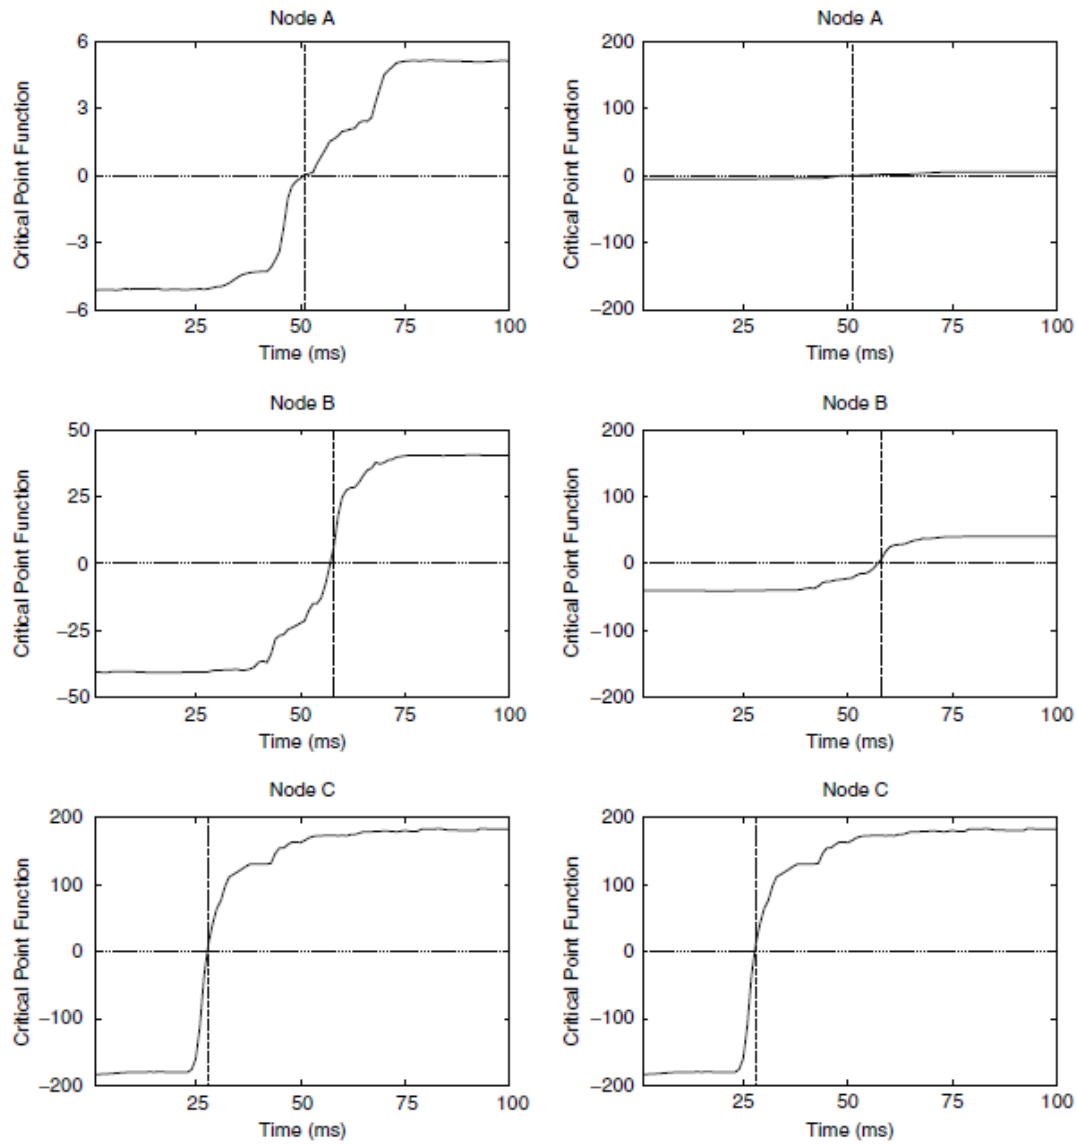 Node A
Critical Point Function
6
3
0
−3
−6
25 50 75 100
Time (ms)
Node A
Critical Point Function
200
100
0
−100
−200
25 50 75 100
Time (ms)
Node B
Critical Point Function
50
25
0
−25
−50
25 50 75 100
Time (ms)
Node B
Critical Point Function
200
100
0
−100
−200
25 50 75 100
Time (ms)
Node C
Critical Point Function
200
100
0
−100
−200
25 50 75 100
Time (ms)
Node C
Critical Point Function
200
100
0
−100
−200
25 50 75 100
Time (ms)